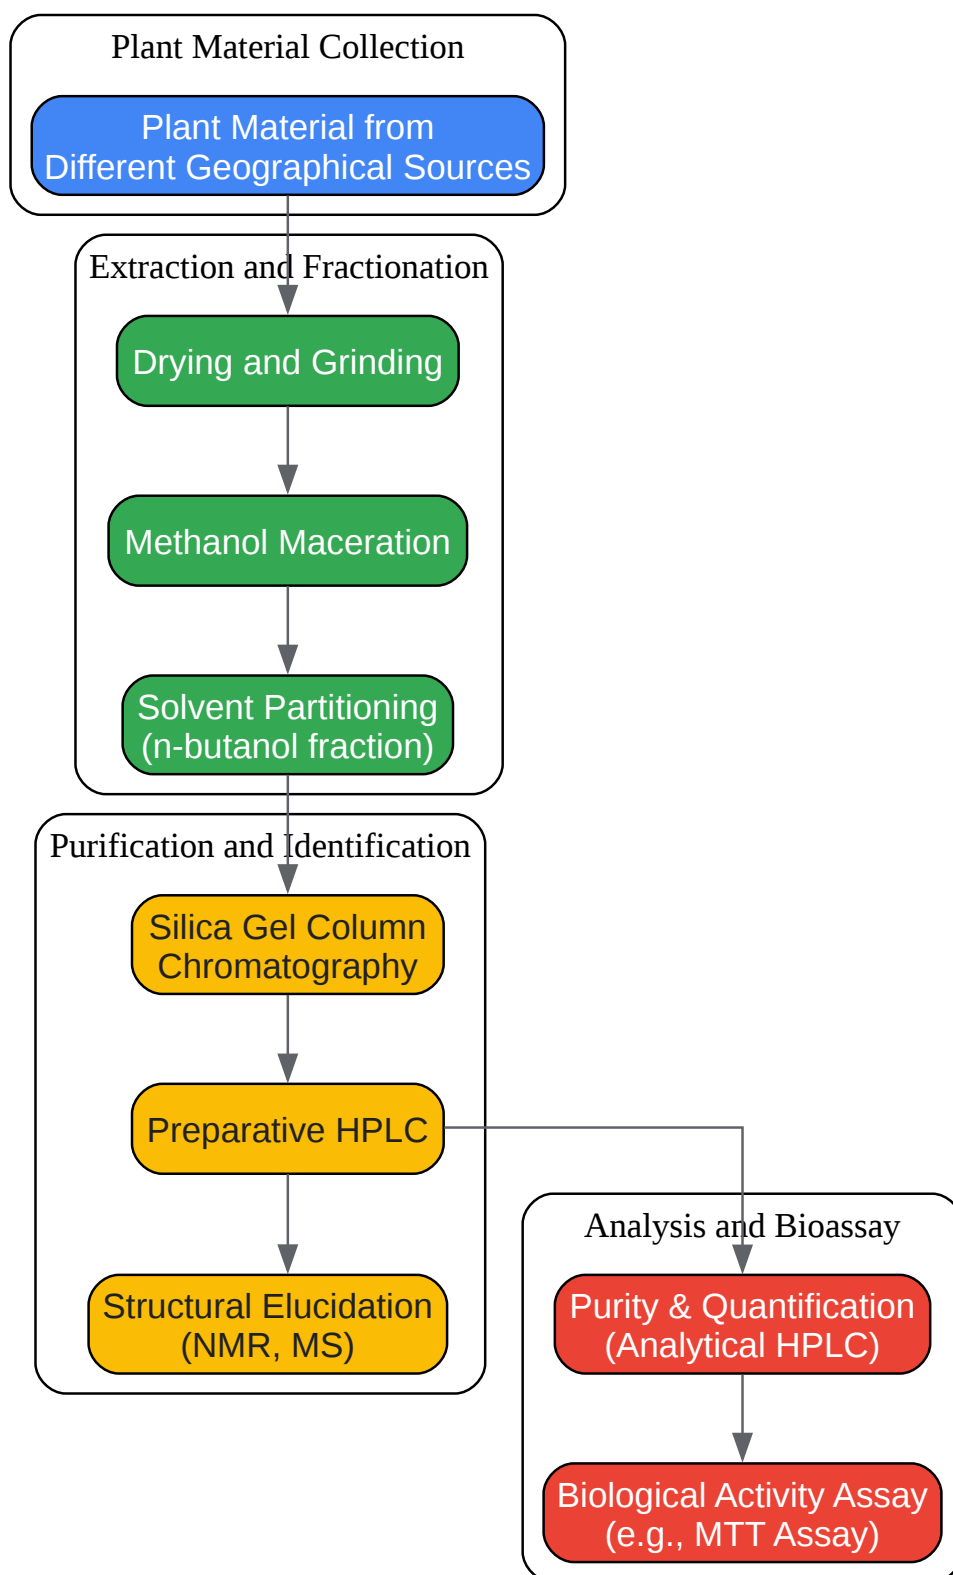 Plant Material Collection
Plant Material from
Different Geographical Sources
Extraction and Fractionation
Drying and Grinding
Methanol Maceration
Solvent Partitioning
(n-butanol fraction)
Purification and Identification
Silica Gel Column
Chromatography
Preparative HPLC
Structural Elucidation
(NMR, MS)
Analysis and Bioassay
Purity & Quantification
(Analytical HPLC)
Biological Activity Assay
(e.g., MTT Assay)